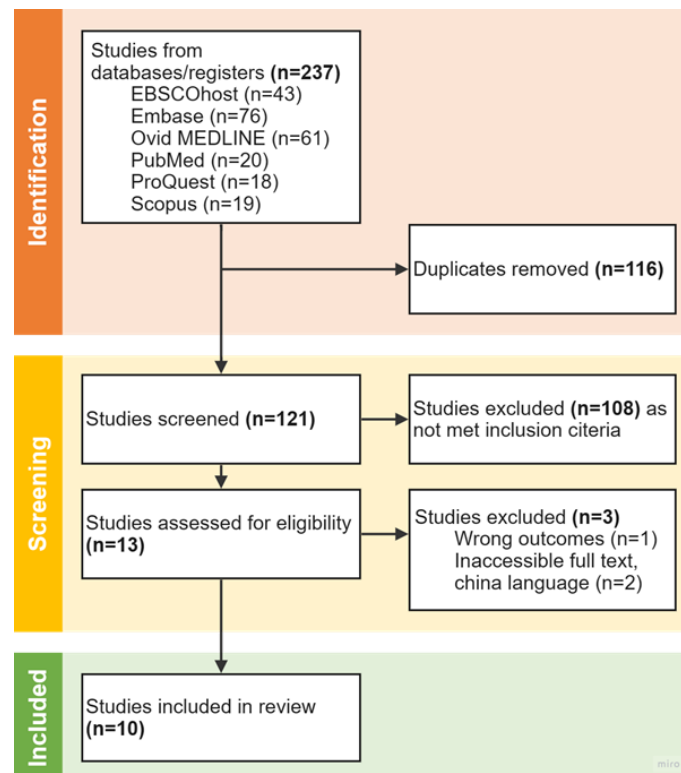 Identification
Studies from
databases/registers (n=237)
EBSCOhost (n=43)
Embase (n=76)
Ovid MEDLINE (n=61)
PubMed (n=20)
ProQuest (n=18)
Scopus (n=19)
Duplicates removed (n=116)
Screening
Studies screened (n=121)
Studies excluded (n=108) as
not met inclusion citeria
Studies assessed for eligibility
(n=13)
Studies excluded (n=3)
Wrong outcomes (n=1)
Inaccessible full text,
china language (n=2)
Included
Studies included in review
(n=10)
miro